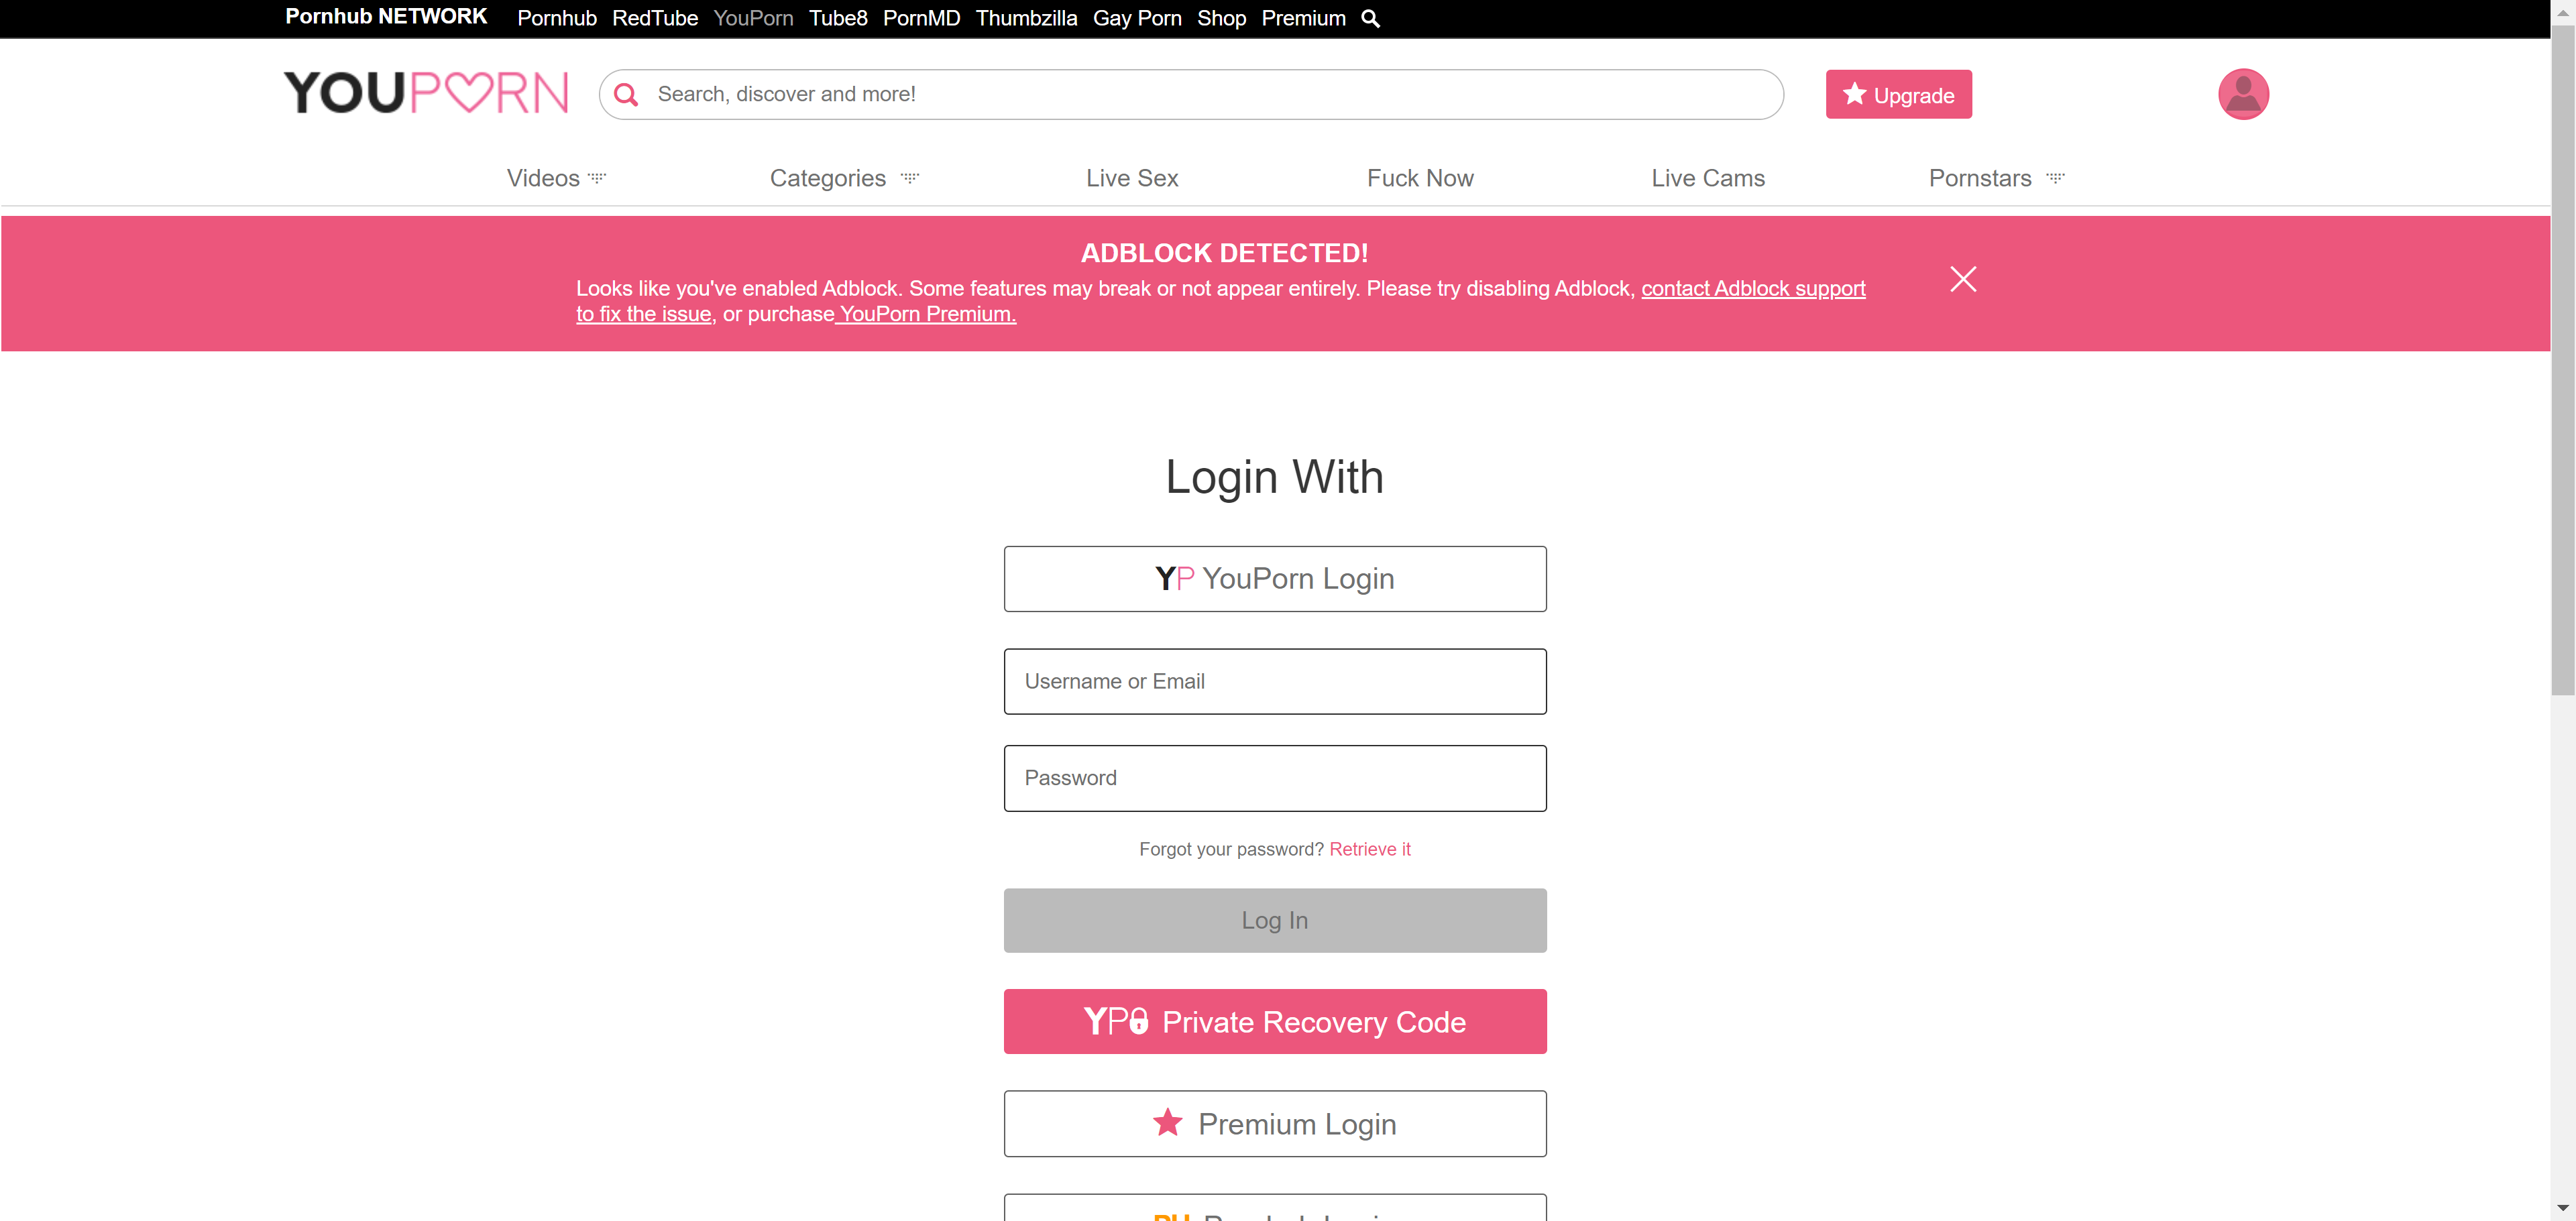 Pornhub NETWORK Pornhub RedTube YouPorn Tube8 PornMD Thumbzilla Gay Porn Shop Premium
YOUPORN Search, discover and more! Upgrade
Videos Categories Live Sex Fuck Now Live Cams Pornstars
ADBLOCK DETECTED!
Looks like you've enabled Adblock. Some features may break or not appear entirely. Please try disabling Adblock, contact Adblock support
to fix the issue, or purchase YouPorn Premium.
Login With
YP YouPorn Login
Username or Email
Password
Forgot your password? Retrieve it
Log In
YP Private Recovery Code
Premium Login